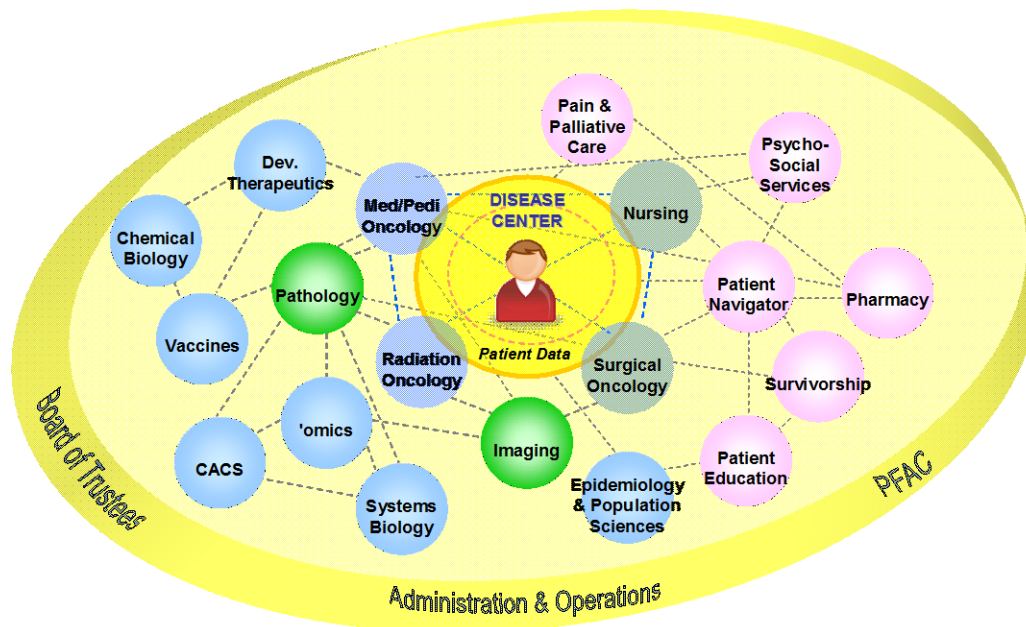 Pain &
Palliative
Care
Psycho-
Social
Services
Dev.
Therapeutics
Med/Pedi
Oncology
DISEASE
CENTER
Nursing
Chemical
Biology
Pathology
Patient
Navigator
Pharmacy
Vaccines
Radiation
Oncology
Patient Data
Surgical
Oncology
Survivorship
'omics
Imaging
CACS
Patient
Education
Systems
Biology
Epidemiology
& Population
Sciences
Board of Trustees
PFAC
Administration & Operations